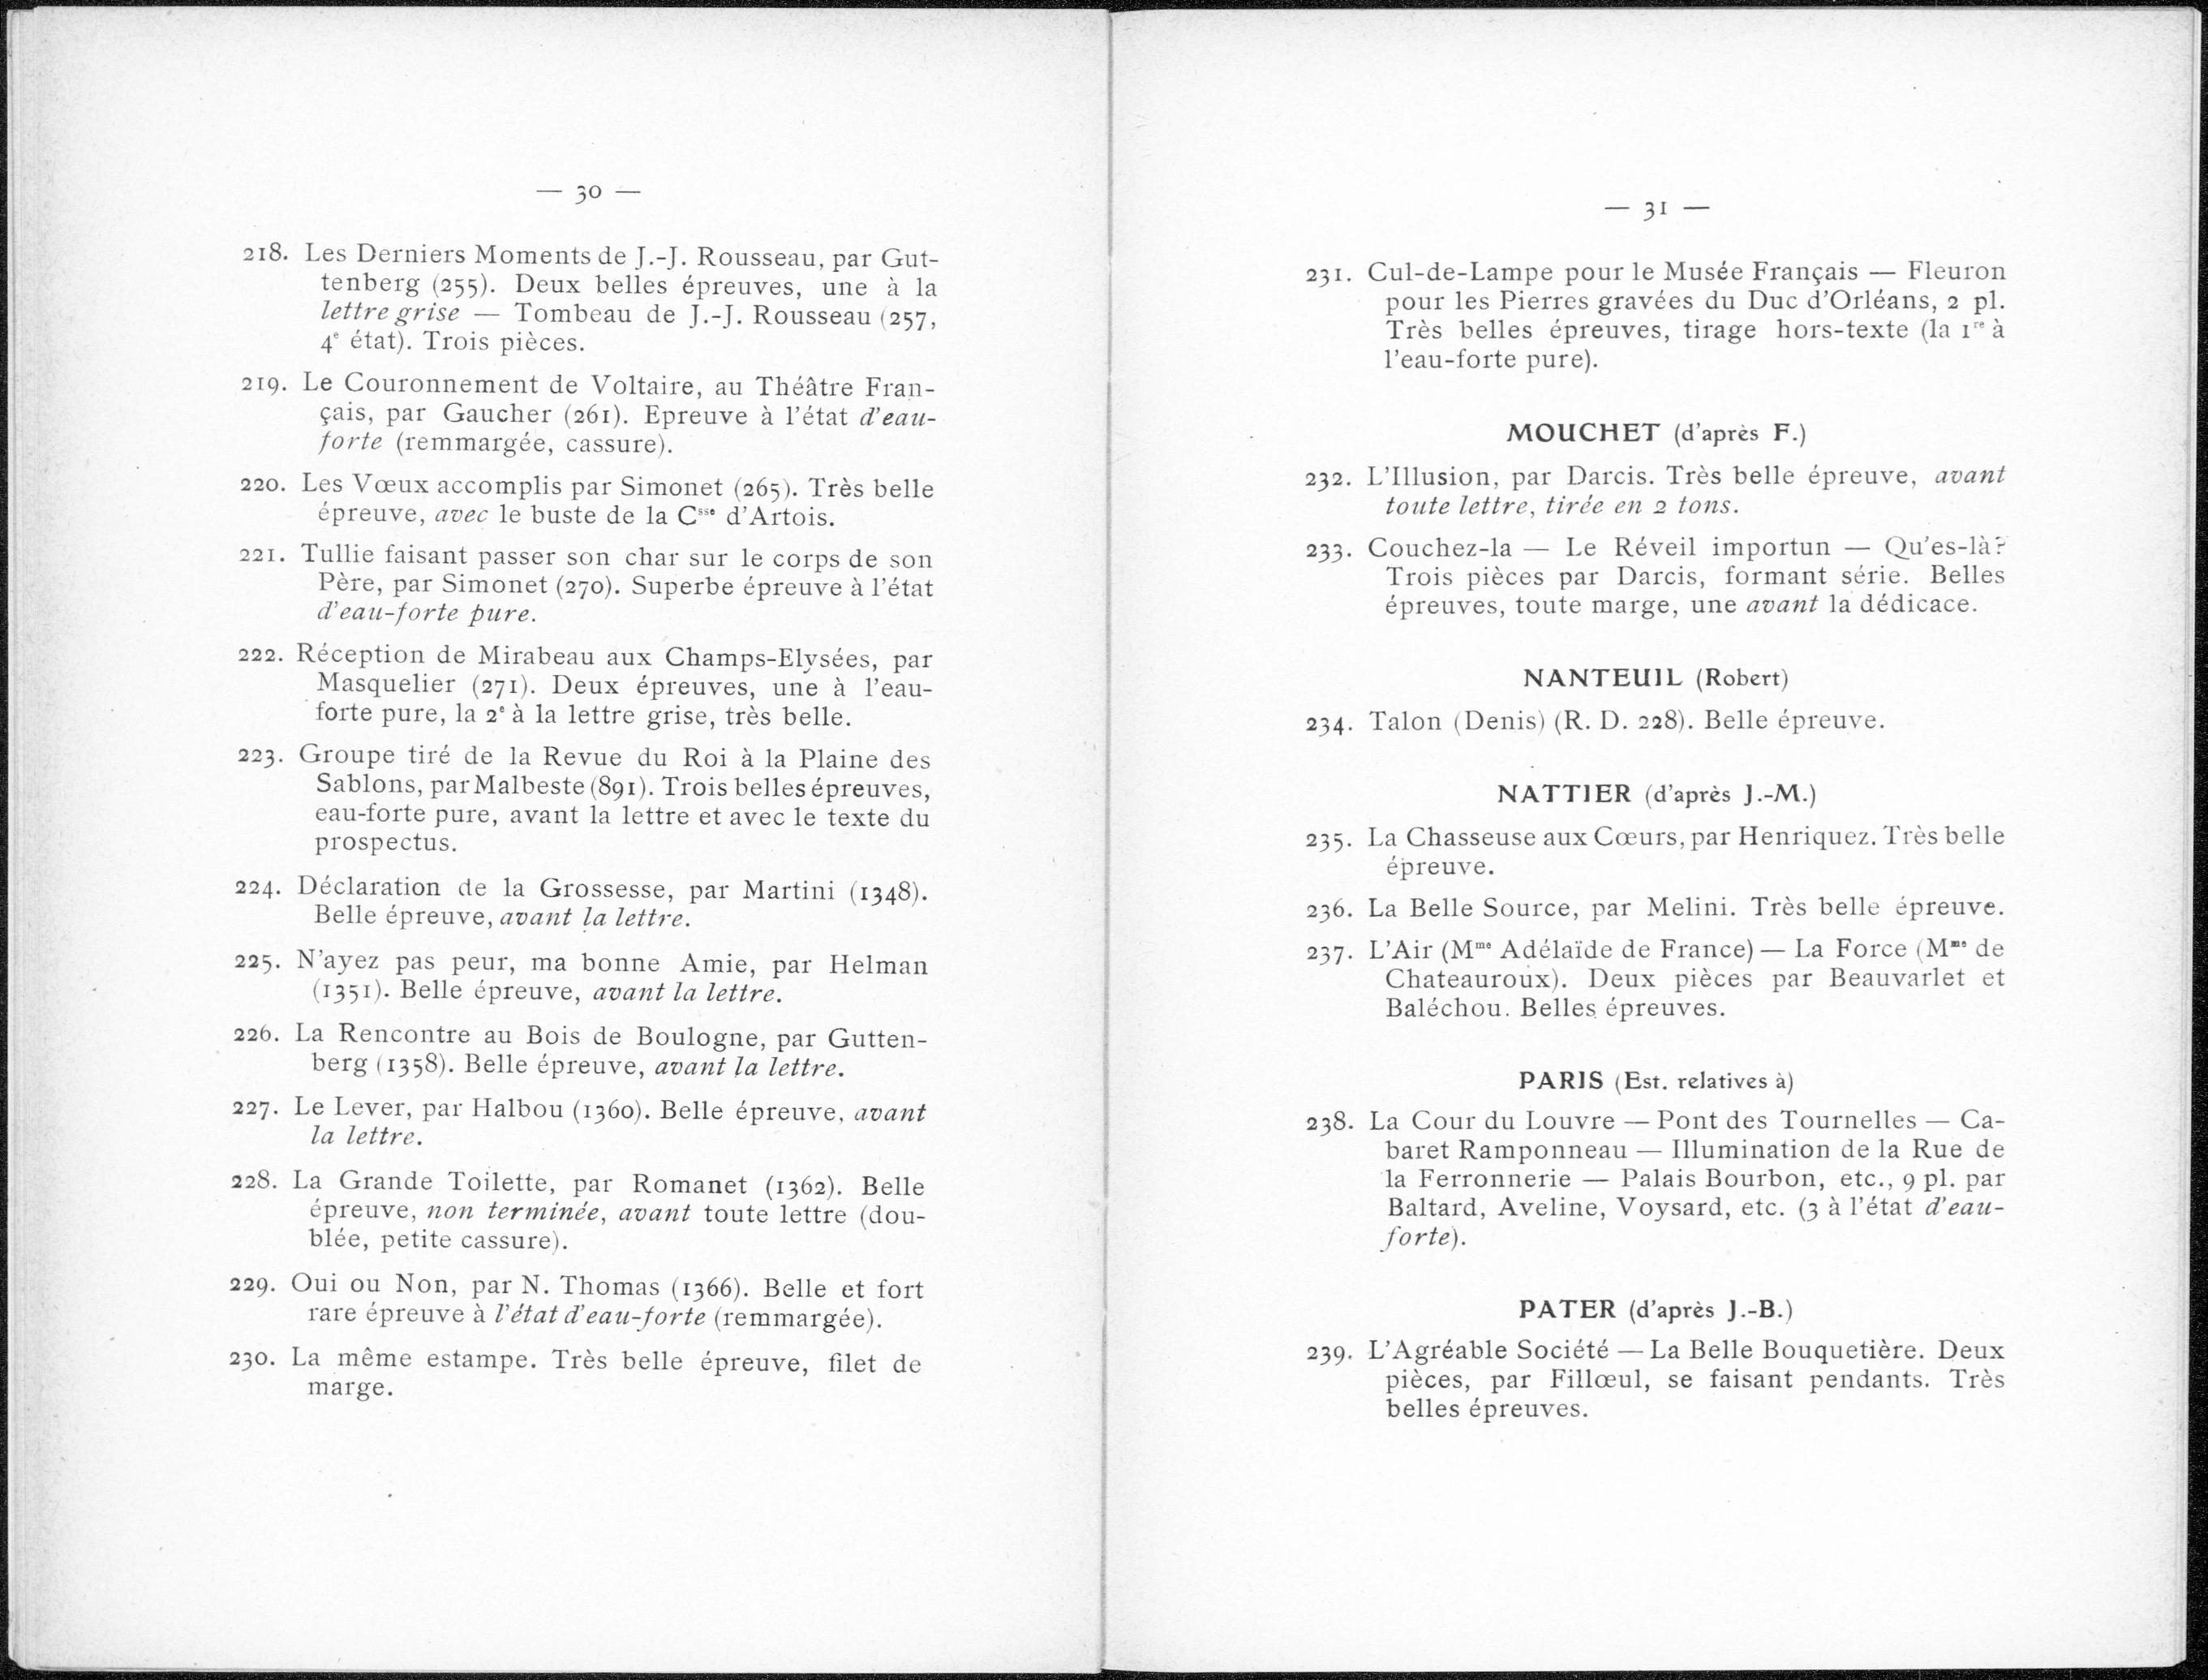 — 30 —
218. Les Derniers Moments de J.-J. Rousseau, par Gut-
tenberg (255). Deux belles épreuves, une à la
lettre grise — Tombeau de J.-J. Rousseau (257,
4e état). Trois pièces.
219. Le Couronnement de Voltaire, au Théâtre Fran-
çais, par Gaucher (261). Epreuve à l'état d'eau-
forte (remmargée, cassure).
220. Les Vœux accomplis par Simonet (265). Très belle
épreuve, avec le buste de la Csse d'Artois.
221. Tullie faisant passer son char sur le corps de son
Père, par Simonet (270). Superbe épreuve à l'état
d'eau-forte pure.
222. Réception de Mirabeau aux Champs-Elysées, par
Masquelier (271). Deux épreuves, une à l'eau-
forte pure, la 2e à la lettre grise, très belle.
223. Groupe tiré de la Revue du Roi à la Plaine des
Sablons, par Malbeste (891). Trois belles épreuves,
eau-forte pure, avant la lettre et avec le texte du
prospectus.
224. Déclaration de la Grossesse, par Martini (1348).
Belle épreuve, avant la lettre.
225. N'ayez pas peur, ma bonne Amie, par Helman
(1351). Belle épreuve, avant la lettre.
226. La Rencontre au Bois de Boulogne, par Gutten-
berg (1358). Belle épreuve, avant la lettre.
227. Le Lever, par Halbou (1360). Belle épreuve, avant
la lettre.
228. La Grande Toilette, par Romanet (1362). Belle
épreuve, non terminée, avant toute lettre (dou-
blée, petite cassure).
229. Oui ou Non, par N. Thomas (1366). Belle et fort
rare épreuve à l'état d'eau-forte (remmargée).
230. La même estampe. Très belle épreuve, filet de
marge.
— 31 —
231. Cul-de-Lampe pour le Musée Français — Fleuron
pour les Pierres gravées du Duc d'Orléans, 2 pl.
Très belles épreuves, tirage hors-texte (la 1re à
l'eau-forte pure).
MOUCHET (d'après F.)
232. L'Illusion, par Darcis. Très belle épreuve, avant
toute lettre, tirée en 2 tons.
233. Couchez-la — Le Réveil importun — Qu'es-là?
Trois pièces par Darcis, formant série. Belles
épreuves, toute marge, une avant la dédicace.
NANTEUIL (Robert)
234. Talon (Denis) (R. D. 228). Belle épreuve.
NATTIER (d'après J.-M.)
235. La Chasseuse aux Cœurs, par Henriquez. Très belle
épreuve.
236. La Belle Source, par Melini. Très belle épreuve.
237. L'Air (Mme Adélaïde de France) — La Force (Mme de
Chateauroux). Deux pièces par Beauvarlet et
Baléchou. Belles épreuves.
PARIS (Est. relatives à)
238. La Cour du Louvre — Pont des Tournelles — Ca-
baret Ramponneau — Illumination de la Rue de
la Ferronnerie — Palais Bourbon, etc., 9 pl. par
Baltard, Aveline, Voysard, etc. (3 à l'état d'eau-
forte).
PATER (d'après J.-B.)
239. L'Agréable Société — La Belle Bouquetière. Deux
pièces, par Fillœul, se faisant pendants. Très
belles épreuves.